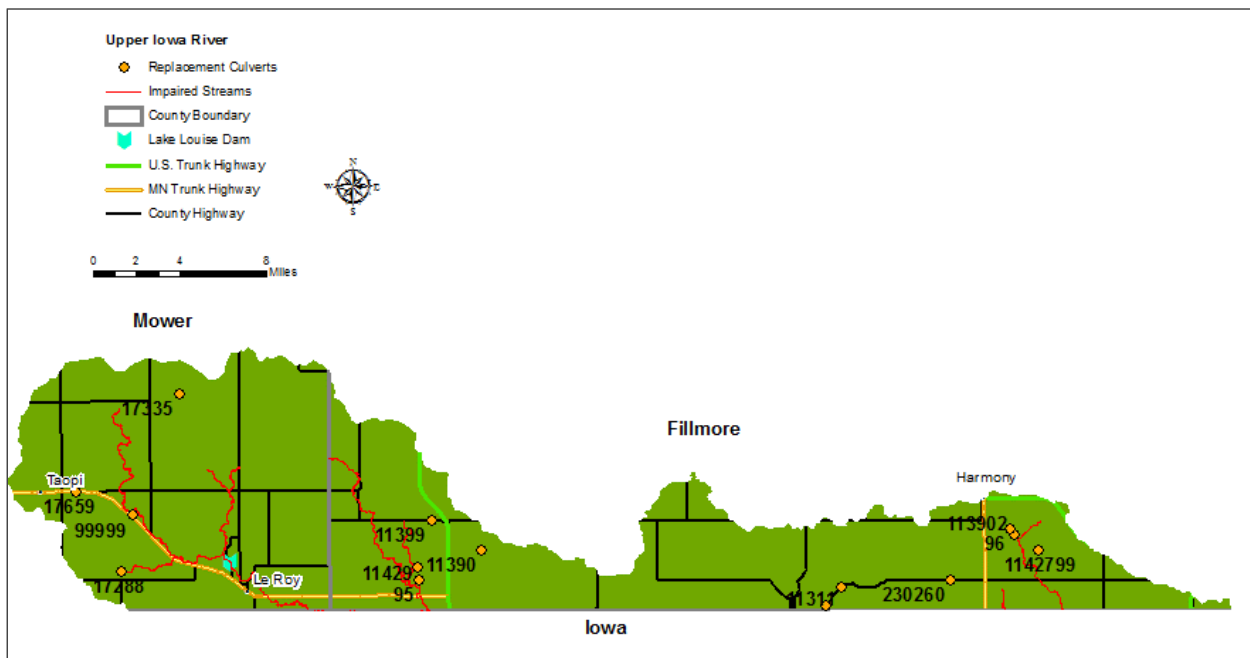 Upper Iowa River
Replacement Culverts
Impaired Streams
County Boundary
Lake Louise Dam
U.S. Trunk Highway
MN Trunk Highway
County Highway
N
W E
S
0 2 4 8
Miles
Mower
17335
Fillmore
Taopi
Harmony
17659
99999
11399
113902
96
11390
11429
1142799
17288
Le Roy
95
230260
Iowa